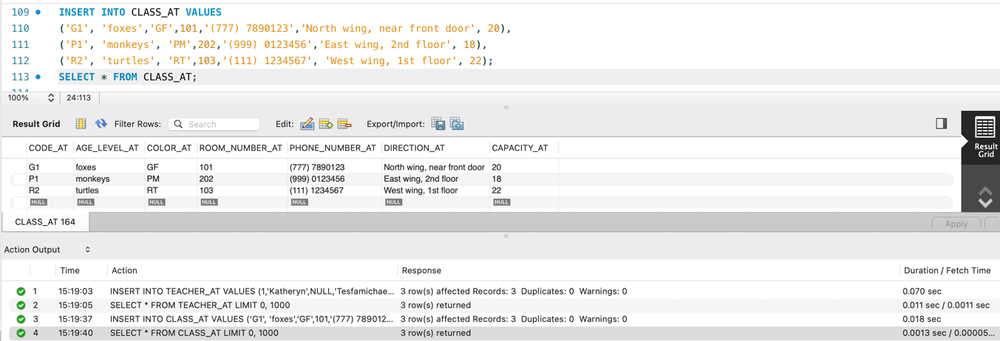 109 INSERT INTO CLASS_AT VALUES
110 ('G1', 'foxes','GF',101,'(777) 7890123','North wing, near front door', 20),
111 ('P1', 'monkeys', 'PM',202,'(999) 0123456','East wing, 2nd floor', 18),
112 ('R2', 'turtles', 'RT',103,'(111) 1234567', 'West wing, 1st floor', 22);
113 SELECT * FROM CLASS_AT;
114
100% 24:113
Result Grid Filter Rows: Search Edit: Export/Import:
Result Grid
CODE_AT AGE_LEVEL_AT COLOR_AT ROOM_NUMBER_AT PHONE_NUMBER_AT DIRECTION_AT CAPACITY_AT
G1 foxes GF 101 (777) 7890123 North wing, near front door 20
P1 monkeys PM 202 (999) 0123456 East wing, 2nd floor 18
R2 turtles RT 103 (111) 1234567 West wing, 1st floor 22
NULL NULL NULL NULL NULL NULL NULL
CLASS_AT 164 Apply
Action Output
Time Action Response Duration / Fetch Time
1 15:19:03 INSERT INTO TEACHER_AT VALUES (1,'Katheryn',NULL,'Tesfamichae... 3 row(s) affected Records: 3 Duplicates: 0 Warnings: 0 0.070 sec
2 15:19:05 SELECT * FROM TEACHER_AT LIMIT 0, 1000 3 row(s) returned 0.011 sec / 0.0011 sec
3 15:19:37 INSERT INTO CLASS_AT VALUES ('G1', 'foxes','GF',101,'(777) 789012... 3 row(s) affected Records: 3 Duplicates: 0 Warnings: 0 0.018 sec
4 15:19:40 SELECT * FROM CLASS_AT LIMIT 0, 1000 3 row(s) returned 0.0013 sec / 0.00005...